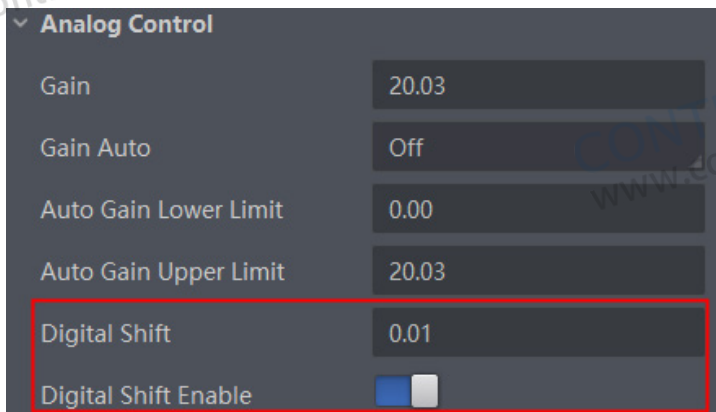 Analog Control
Gain 20.03
Gain Auto Off
Auto Gain Lower Limit 0.00
Auto Gain Upper Limit 20.03
Digital Shift 0.01
Digital Shift Enable